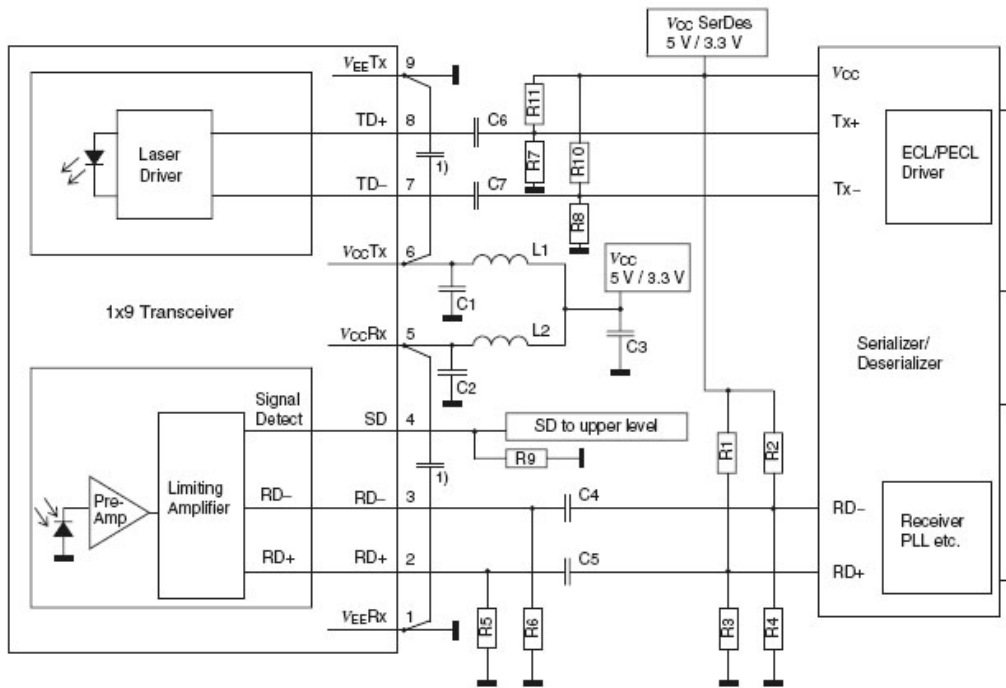 VCC SerDes
5 V / 3.3 V
VEETx
9
VCC
R11
TD+
8
C6
Tx+
Laser
Driver
R7
R10
ECL/PECL
Driver
1)
TD−
7
C7
Tx−
R8
VCCTx
6
L1
VCC
5 V / 3.3 V
C1
1x9 Transceiver
VCCRx
5
L2
C3
Serializer/
Deserializer
C2
Signal
Detect
SD
4
SD to upper level
R1
R2
R9
1)
Pre-
Amp
Limiting
Amplifier
RD−
RD−
3
C4
RD−
Receiver
PLL etc.
RD+
RD+
2
C5
RD+
VEERx
1
R5
R6
R3
R4